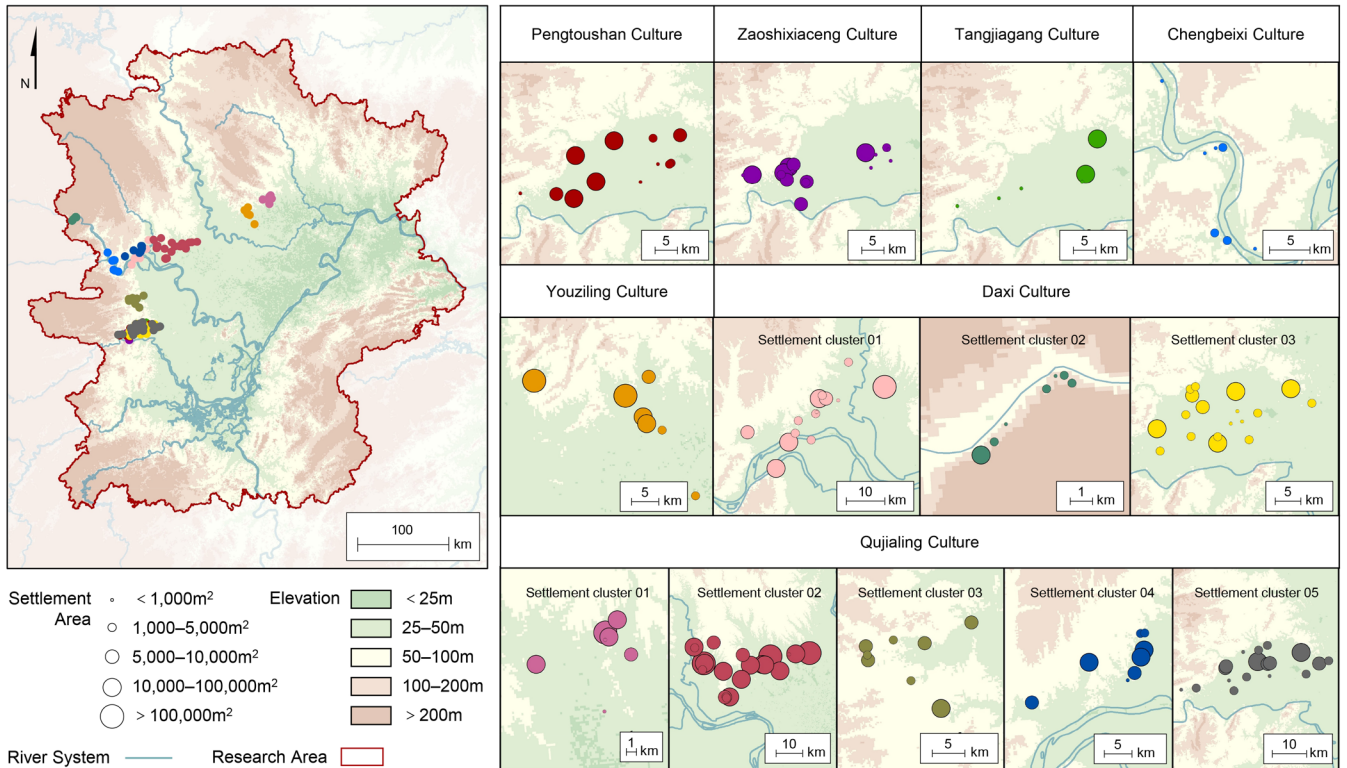 N
100
km
Settlement
Area
< 1,000m²
1,000–5,000m²
5,000–10,000m²
10,000–100,000m²
> 100,000m²
Elevation
< 25m
25–50m
50–100m
100–200m
> 200m
River System
Research Area
Pengtoushan Culture
Zaoshixiaceng Culture
Tangjiagang Culture
Chengbeixi Culture
5
km
5
km
5
km
5
km
Youziling Culture
Daxi Culture
Settlement cluster 01
Settlement cluster 02
Settlement cluster 03
5
km
10
km
1
km
5
km
Qujialing Culture
Settlement cluster 01
Settlement cluster 02
Settlement cluster 03
Settlement cluster 04
Settlement cluster 05
1
km
10
km
5
km
5
km
10
km